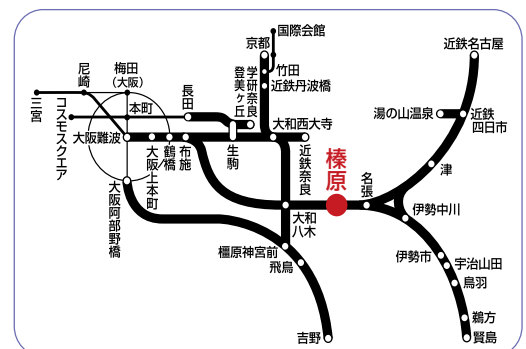 国際会館
京都
近鉄名古屋
竹田
尼崎
梅田
(大阪)
学研奈良
登美ヶ丘
近鉄丹波橋
三宮
長田
本町
コスモスクエア
湯の山温泉
近鉄
四日市
大和西大寺
大阪難波
大阪上本町
鶴橋
布施
生駒
近鉄奈良
津
榛原
名張
大阪阿部野橋
大和
八木
伊勢中川
橿原神宮前
飛鳥
伊勢市
宇治山田
鳥羽
鵜方
吉野
賢島